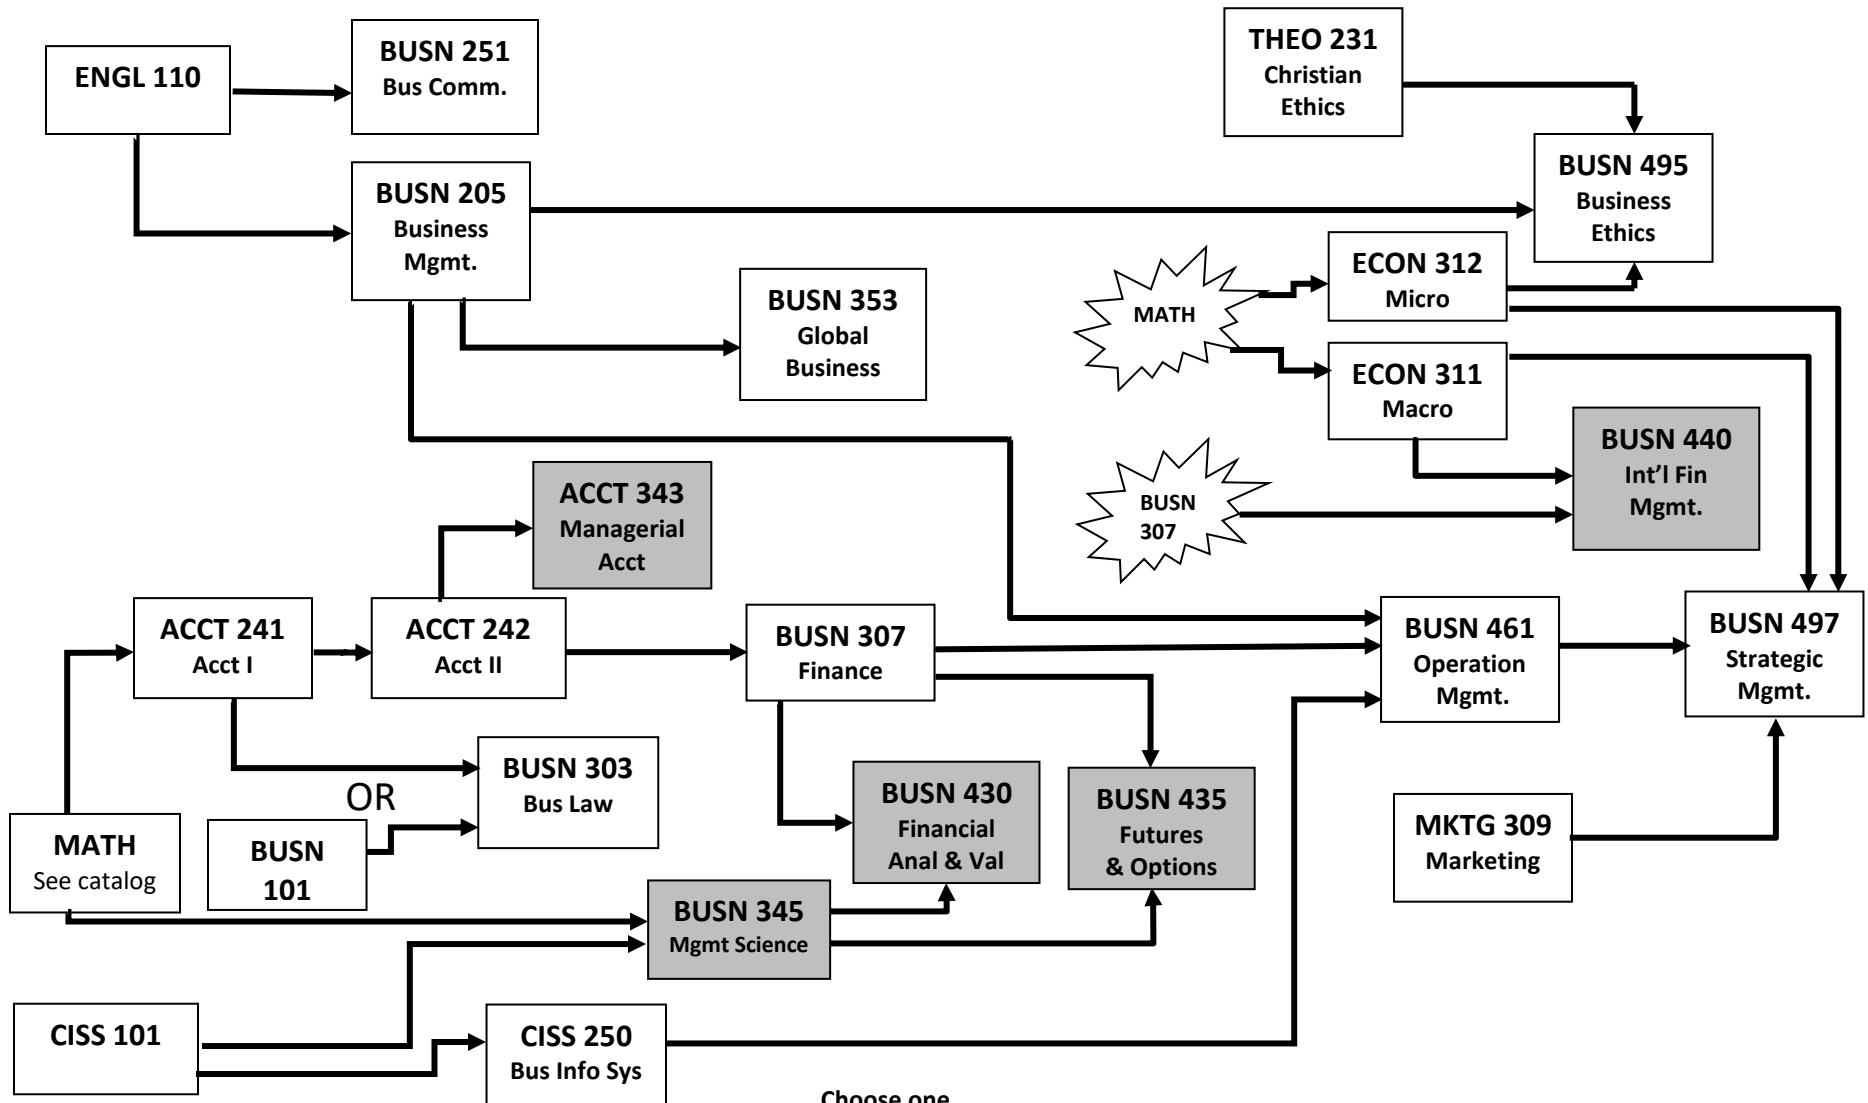 ENGL 110
BUSN 251
Bus Comm.
THEO 231
Christian
Ethics
BUSN 205
Business
Mgmt.
BUSN 495
Business
Ethics
BUSN 353
Global
Business
MATH
ECON 312
Micro
ECON 311
Macro
BUSN
307
BUSN 440
Int'l Fin
Mgmt.
ACCT 343
Managerial
Acct
ACCT 241
Acct I
ACCT 242
Acct II
BUSN 307
Finance
BUSN 461
Operation
Mgmt.
BUSN 497
Strategic
Mgmt.
BUSN 303
Bus Law
OR
MATH
See catalog
BUSN
101
BUSN 430
Financial
Anal & Val
BUSN 435
Futures
& Options
MKTG 309
Marketing
BUSN 345
Mgmt Science
CISS 101
CISS 250
Bus Info Sys
Choose one